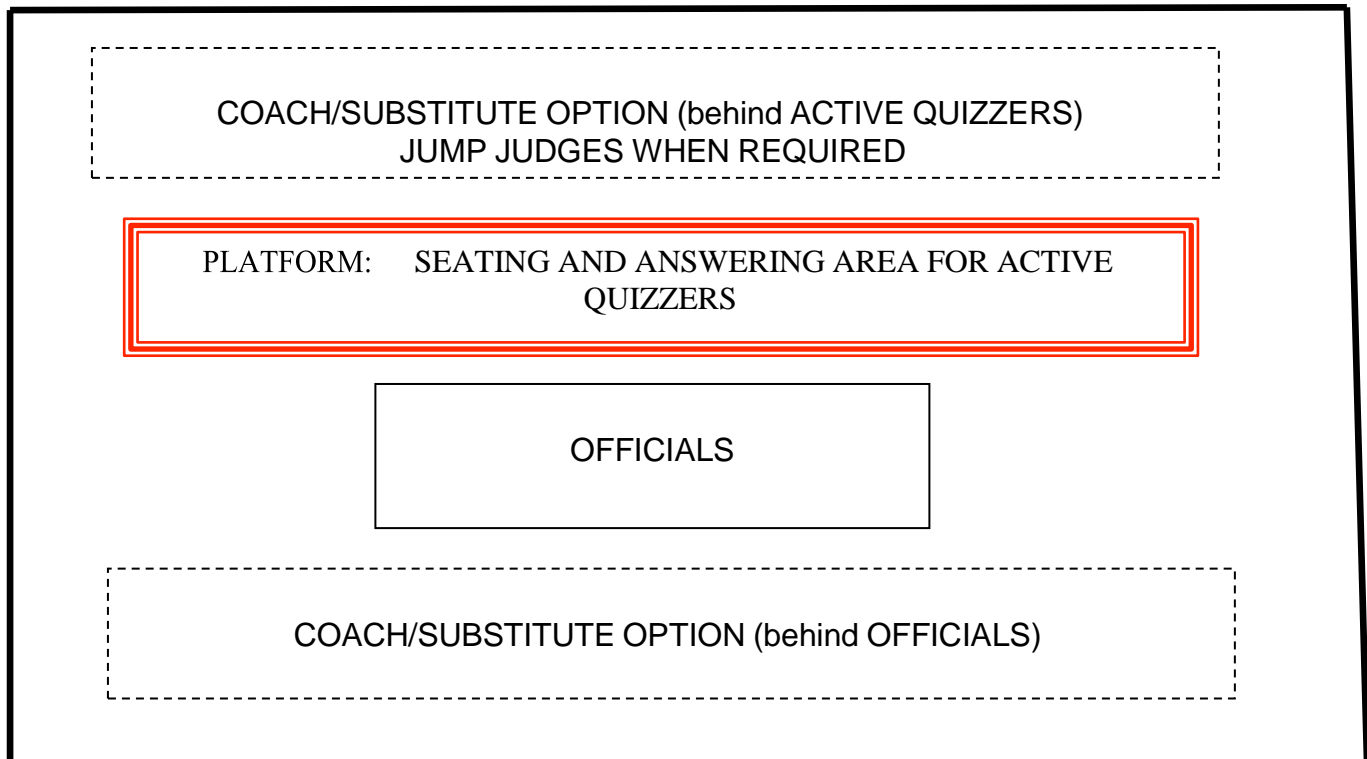 COACH/SUBSTITUTE OPTION (behind ACTIVE QUIZZERS)
JUMP JUDGES WHEN REQUIRED
PLATFORM: SEATING AND ANSWERING AREA FOR ACTIVE
QUIZZERS
OFFICIALS
COACH/SUBSTITUTE OPTION (behind OFFICIALS)